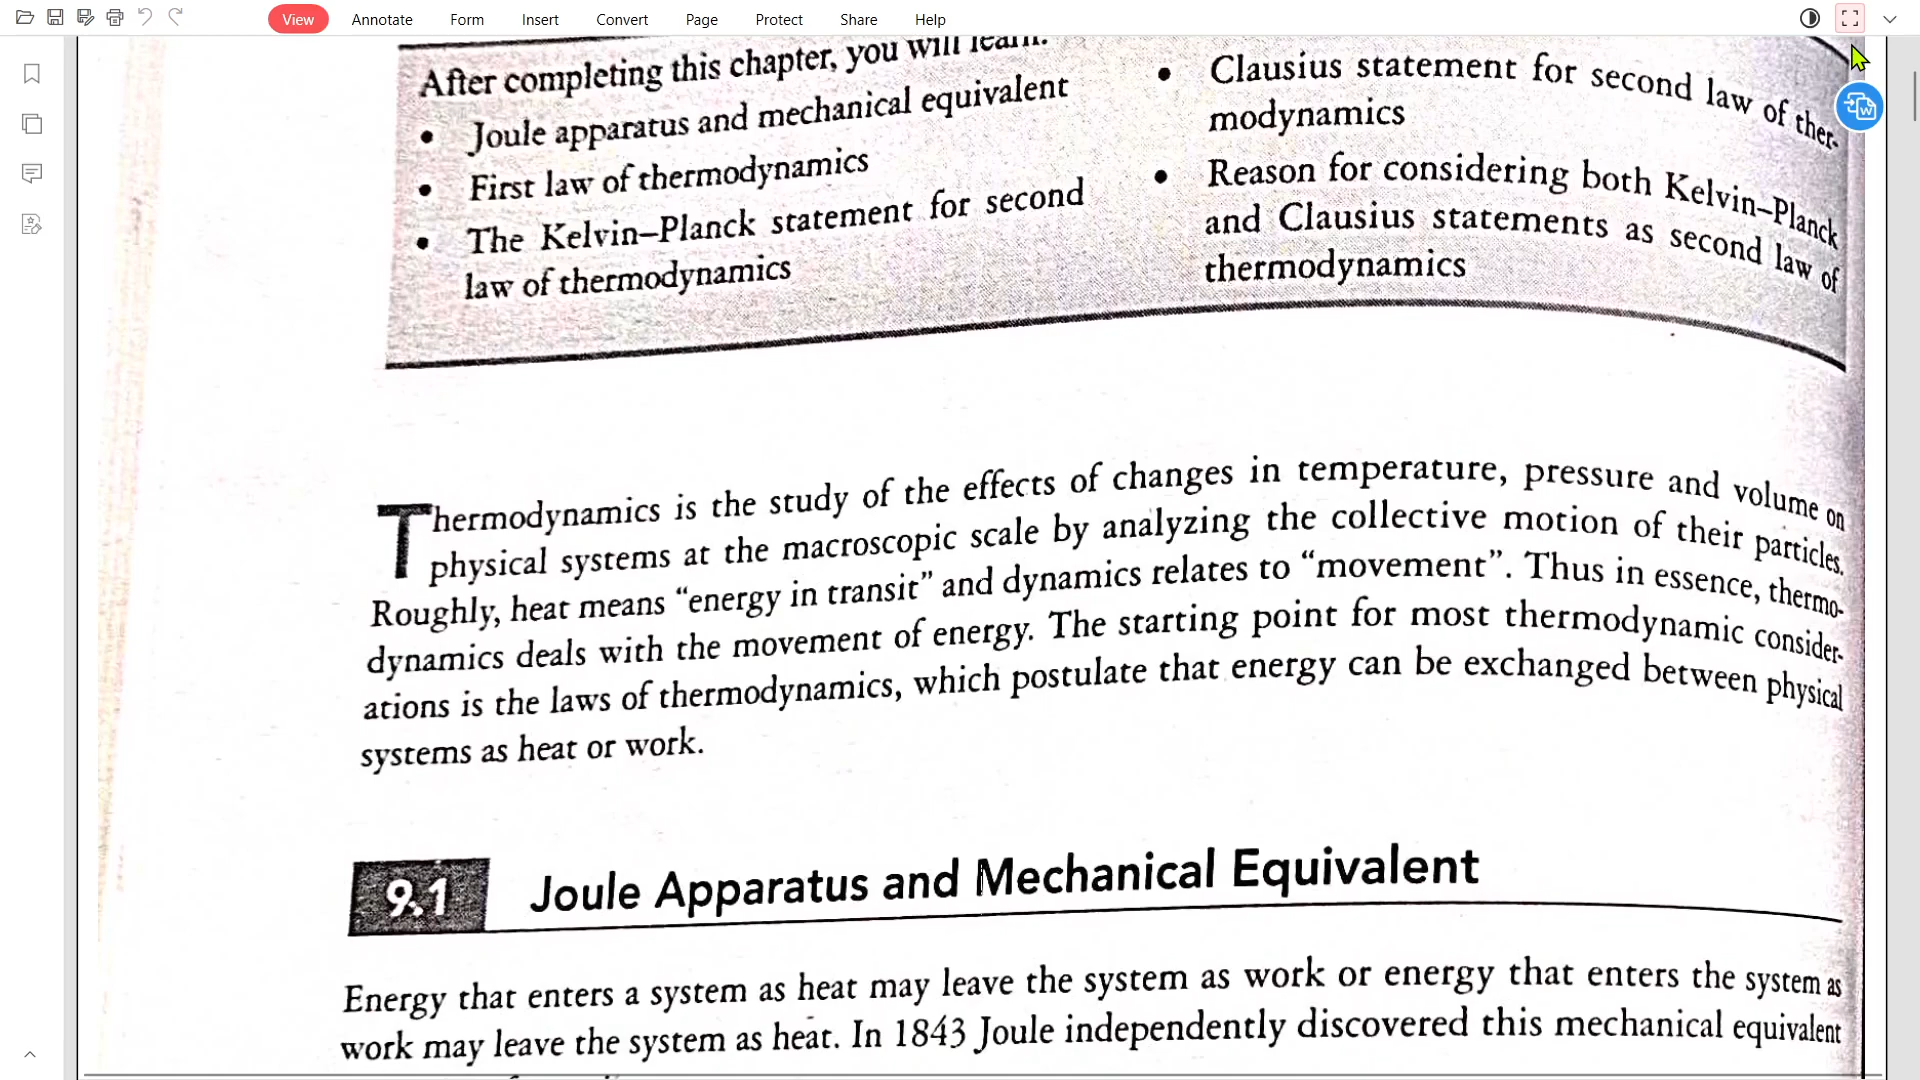 View Annotate Form Insert Convert Page Protect Share Help
After completing this chapter, you will learn:
• Joule apparatus and mechanical equivalent
• First law of thermodynamics
• The Kelvin–Planck statement for second
law of thermodynamics
• Clausius statement for second law of ther-
modynamics
• Reason for considering both Kelvin–Planck
and Clausius statements as second law of
thermodynamics
Thermodynamics is the study of the effects of changes in temperature, pressure and volume on
physical systems at the macroscopic scale by analyzing the collective motion of their particles.
Roughly, heat means “energy in transit” and dynamics relates to “movement”. Thus in essence, thermo-
dynamics deals with the movement of energy. The starting point for most thermodynamic consider-
ations is the laws of thermodynamics, which postulate that energy can be exchanged between physical
systems as heat or work.
9.1 Joule Apparatus and Mechanical Equivalent
Energy that enters a system as heat may leave the system as work or energy that enters the system as
work may leave the system as heat. In 1843 Joule independently discovered this mechanical equivalent